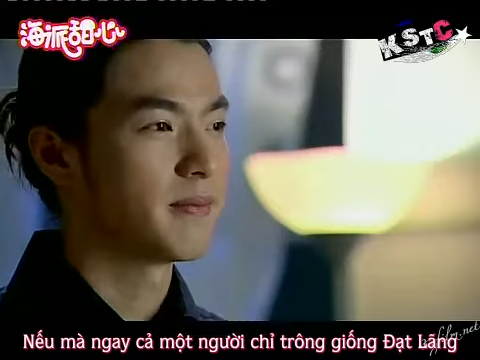 海派甜心
KSTC
Nếu mà ngay cả một người chỉ trông giống Đạt Lãng